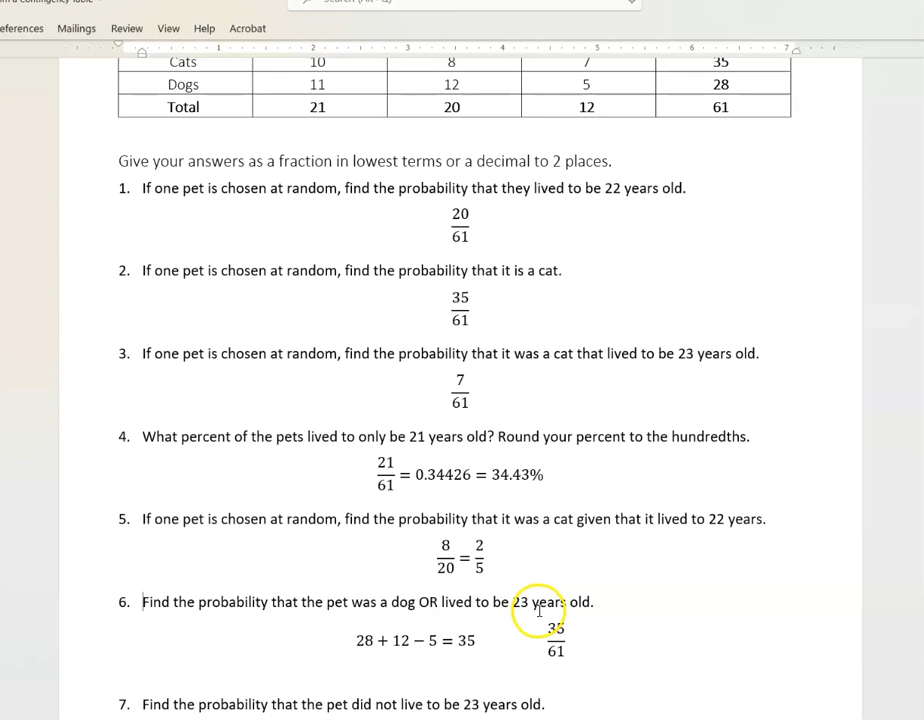 eferences Mailings Review View Help Acrobat
1 2 3 4 5 6 7
Cats 10 8 7 35
Dogs 11 12 5 28
Total 21 20 12 61
Give your answers as a fraction in lowest terms or a decimal to 2 places.
1. If one pet is chosen at random, find the probability that they lived to be 22 years old.
20
61
2. If one pet is chosen at random, find the probability that it is a cat.
35
61
3. If one pet is chosen at random, find the probability that it was a cat that lived to be 23 years old.
7
61
4. What percent of the pets lived to only be 21 years old? Round your percent to the hundredths.
21
61 = 0.34426 = 34.43%
5. If one pet is chosen at random, find the probability that it was a cat given that it lived to 22 years.
8 2
20 = 5
6. Find the probability that the pet was a dog OR lived to be 23 years old.
28 + 12 − 5 = 35 35
61
7. Find the probability that the pet did not live to be 23 years old.